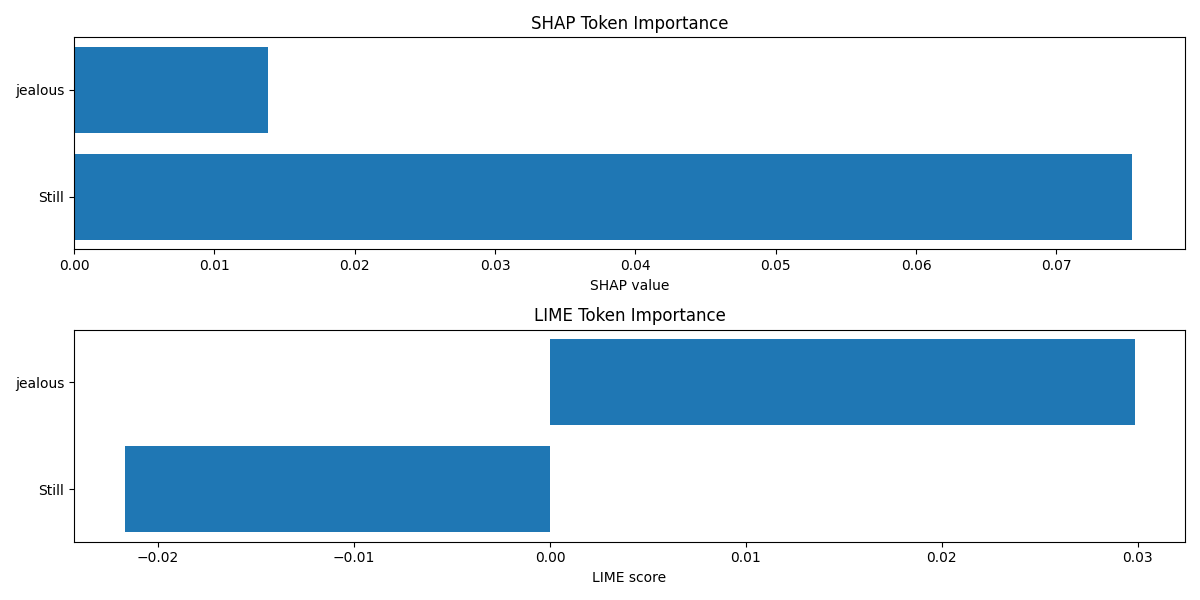 SHAP Token Importance
jealous
Still
0.00 0.01 0.02 0.03 0.04 0.05 0.06 0.07
SHAP value
LIME Token Importance
jealous
Still
−0.02 −0.01 0.00 0.01 0.02 0.03
LIME score